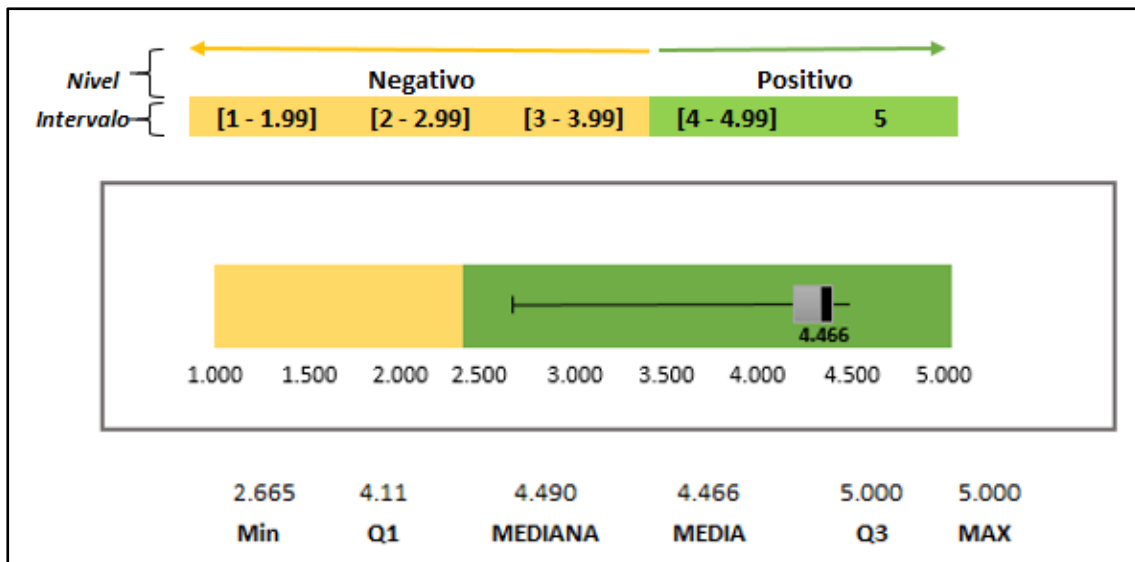 Nivel
Negativo Positivo
Intervalo
[1 - 1.99] [2 - 2.99] [3 - 3.99] [4 - 4.99] 5
4.466
1.000 1.500 2.000 2.500 3.000 3.500 4.000 4.500 5.000
2.665 4.11 4.490 4.466 5.000 5.000
Min Q1 MEDIANA MEDIA Q3 MAX